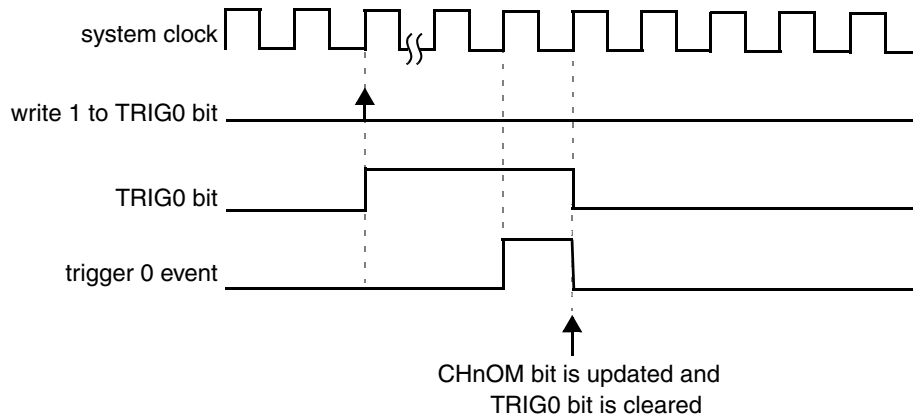 system clock
write 1 to TRIG0 bit
TRIG0 bit
trigger 0 event
CHnOM bit is updated and
TRIG0 bit is cleared